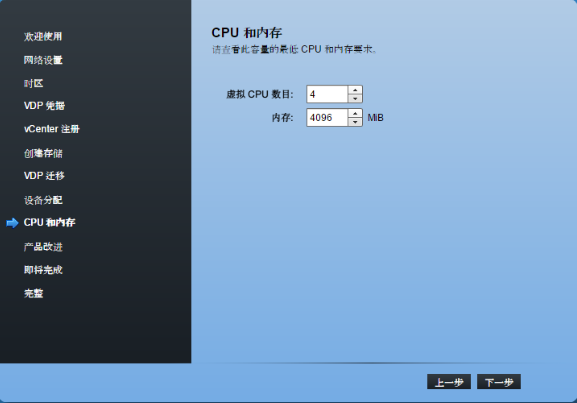 欢迎使用
网络设置
时区
VDP 凭据
vCenter 注册
创建存储
VDP 迁移
设备分配
CPU 和内存
产品改进
即将完成
完整
CPU 和内存
请查看此容量的最低 CPU 和内存要求。
虚拟 CPU 数目: 4
内存: 4096 MiB
上一步 下一步